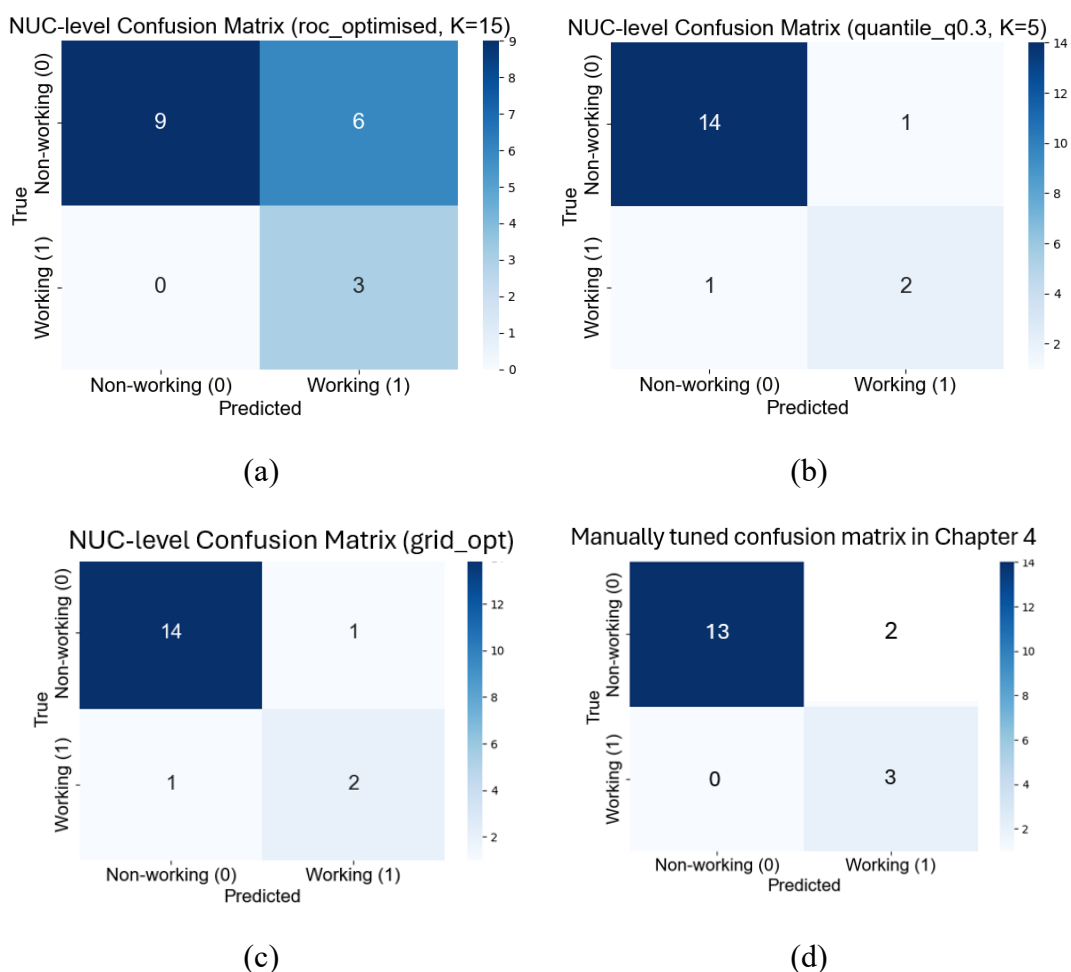 NUC-level Confusion Matrix (roc_optimised, K=15)
True
Non-working (0)
Working (1)
9
6
0
3
9
8
7
6
5
4
3
2
1
0
Non-working (0)
Working (1)
Predicted
(a)
NUC-level Confusion Matrix (quantile_q0.3, K=5)
True
Non-working (0)
Working (1)
14
1
1
2
14
12
10
8
6
4
2
Non-working (0)
Working (1)
Predicted
(b)
NUC-level Confusion Matrix (grid_opt)
True
Non-working (0)
Working (1)
14
1
1
2
12
10
8
6
4
2
Non-working (0)
Working (1)
Predicted
(c)
Manually tuned confusion matrix in Chapter 4
True
Non-working (0)
Working (1)
13
2
0
3
14
12
10
8
6
4
2
Non-working (0)
Working (1)
Predicted
(d)